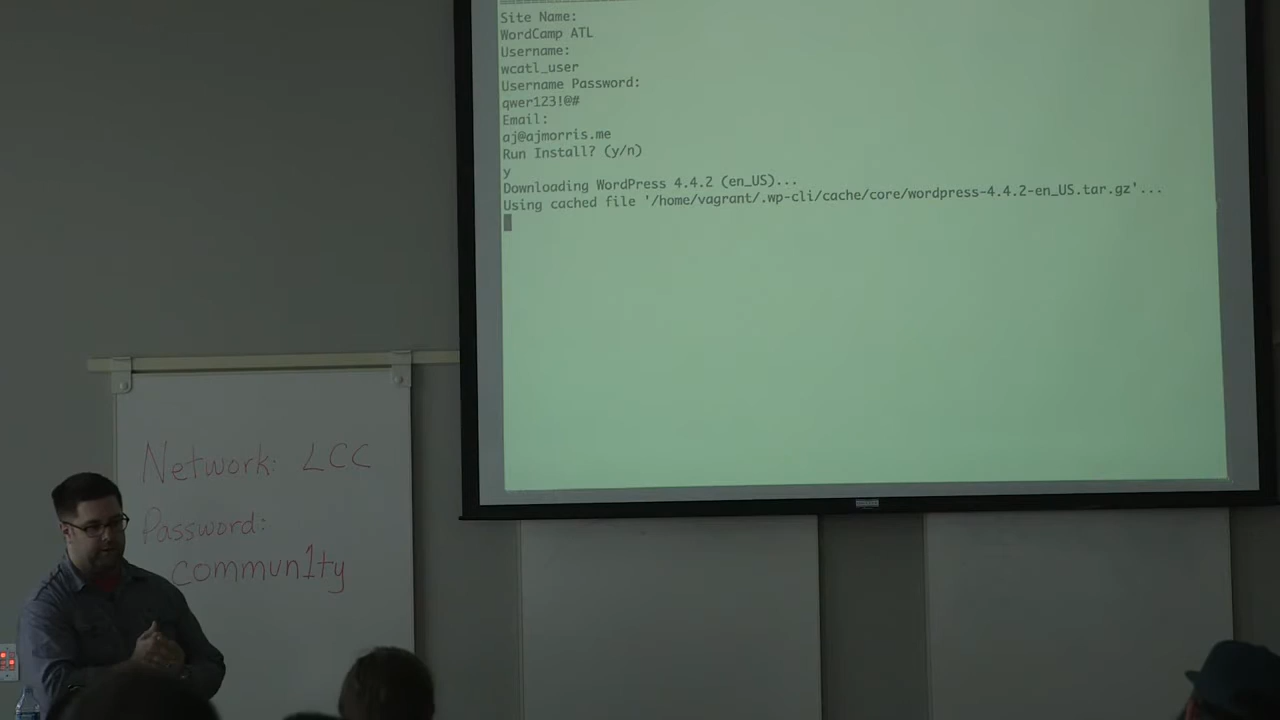 Site Name:
WordCamp ATL
Username:
wcatl_user
Username Password:
qwer123!@#
Email:
aj@ajmorris.me
Run Install? (y/n)
y
Downloading WordPress 4.4.2 (en_US)...
Using cached file '/home/vagrant/.wp-cli/cache/core/wordpress-4.4.2-en_US.tar.gz'...
Network: LCC
Password:
commun1ty